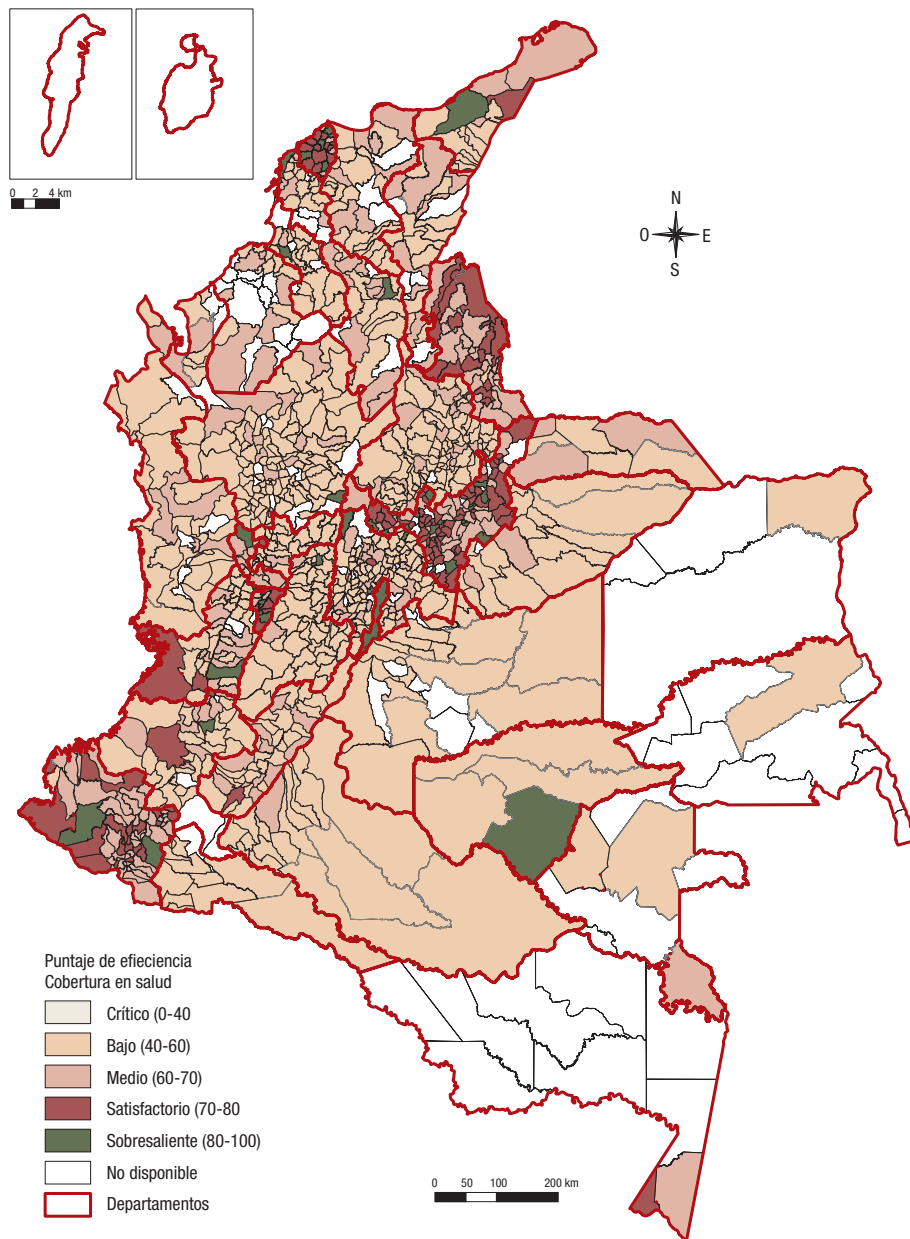 0 2 4 km
N
O E
S
Puntaje de efieciencia
Cobertura en salud
Crítico (0-40
Bajo (40-60)
Medio (60-70)
Satisfactorio (70-80
Sobresaliente (80-100)
No disponible
Departamentos
0 50 100 200 km